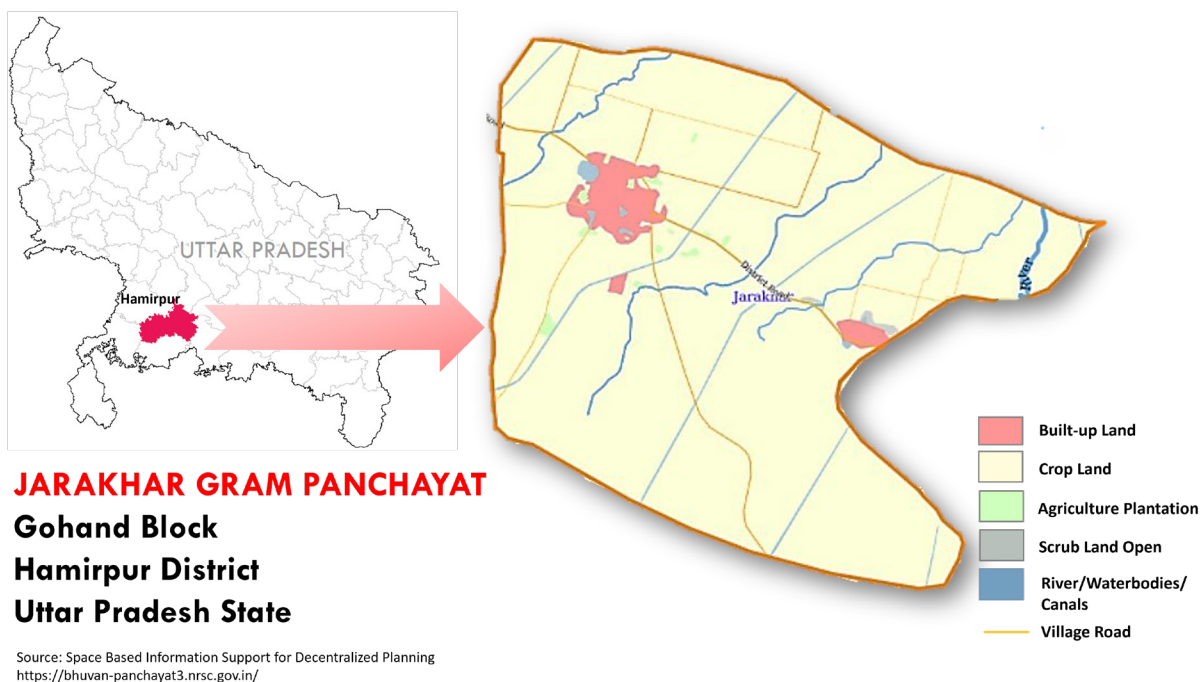 UTTAR PRADESH
Hamirpur
District Road
Jarakhar
River
JARAKHAR GRAM PANCHAYAT
Gohand Block
Hamirpur District
Uttar Pradesh State
Source: Space Based Information Support for Decentralized Planning
https://bhuvan-panchayat3.nrsc.gov.in/
Built-up Land
Crop Land
Agriculture Plantation
Scrub Land Open
River/Waterbodies/
Canals
Village Road